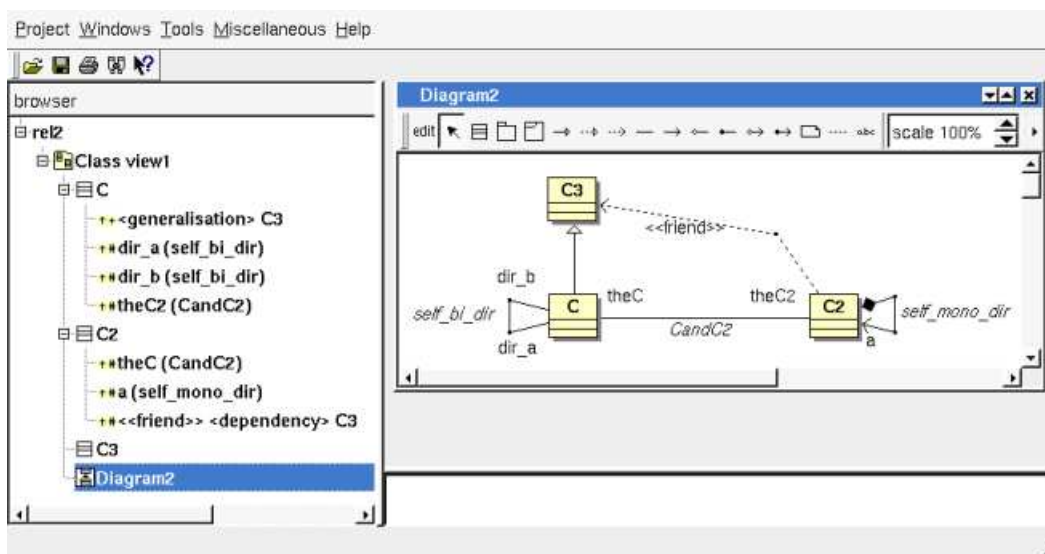 Project Windows Tools Miscellaneous Help
browser
rel2
Class view1
C
<generalisation> C3
dir_a (self_bi_dir)
dir_b (self_bi_dir)
theC2 (CandC2)
C2
theC (CandC2)
a (self_mono_dir)
<<friend>> <dependency> C3
C3
Diagram2
Diagram2
edit abc scale 100%
C3
<<friend>>
dir_b
theC theC2
self_bi_dir C C2 self_mono_dir
CandC2
dir_a a